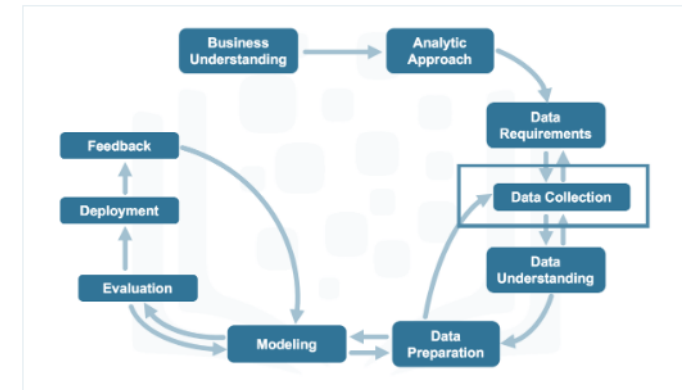 Business
Understanding
Analytic
Approach
Data
Requirements
Feedback
Data Collection
Deployment
Data
Understanding
Evaluation
Modeling
Data
Preparation